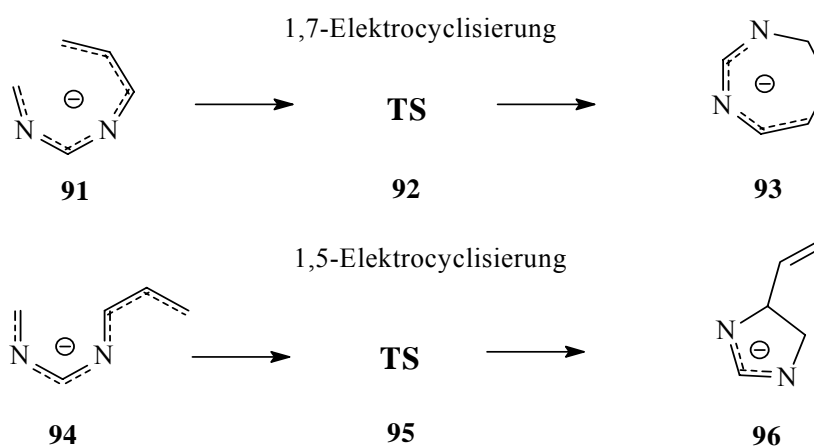 1,7-Elektrocyclisierung
N N
⊖
TS
N N
⊖
91 92 93
1,5-Elektrocyclisierung
N N
⊖
TS
N N
⊖
94 95 96